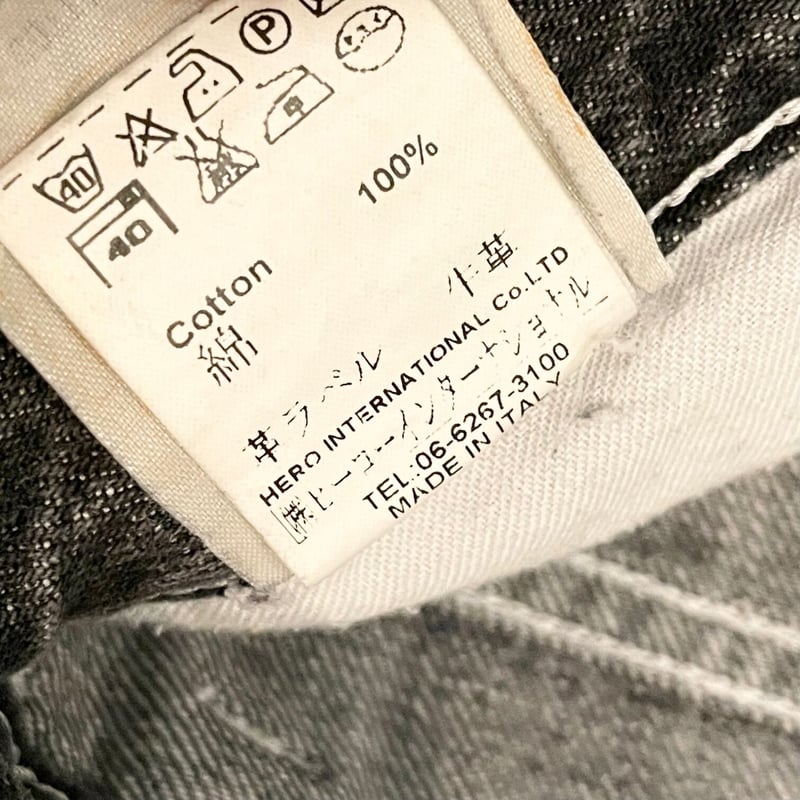 40
P
40
Cotton 100%
綿
革ラベル 牛革
HERO INTERNATIONAL Co.LTD
㈱ヒーローインターナショナル
TEL:06-6267-3100
MADE IN ITALY